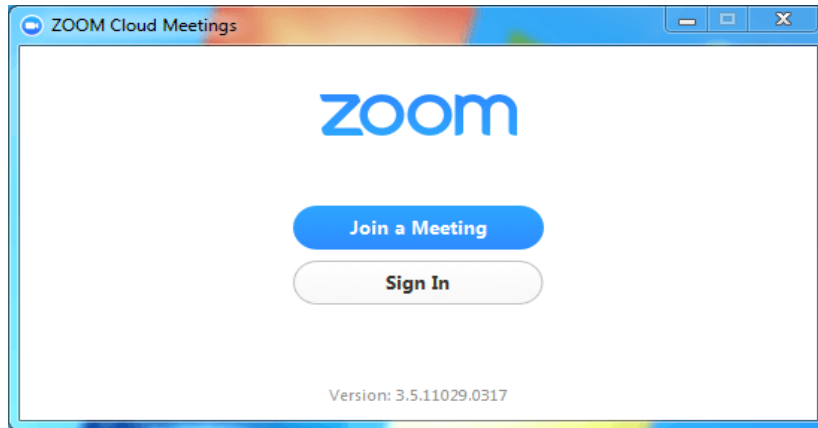 ZOOM Cloud Meetings
zoom
Join a Meeting
Sign In
Version: 3.5.11029.0317